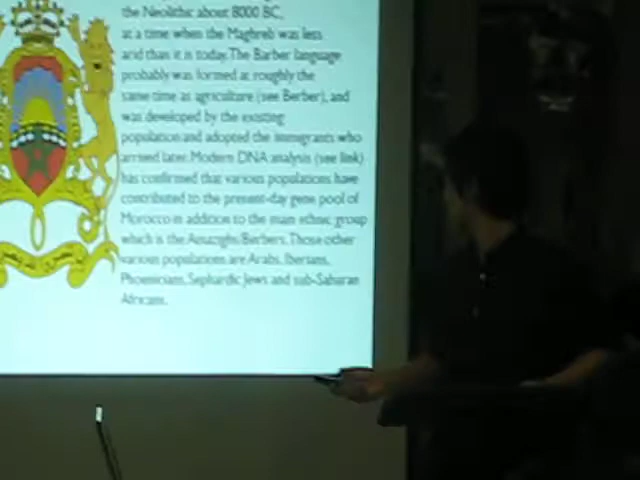 the Neolithic about 8000 BC,
at a time when the Maghreb was less
arid than it is today. The Barber language
probably was formed at roughly the
same time as agriculture (see Berber), and
was developed by the existing
population and adopted the immigrants who
arrived later. Modern DNA analysis (see link)
has confirmed that various populations have
contributed to the present-day gene pool of
Morocco in addition to the main ethnic group
which is the Amazighs/Berbers. Those other
various populations are Arabs, Iberians,
Phoenicians, Sephardic Jews and sub-Saharan
Africans.